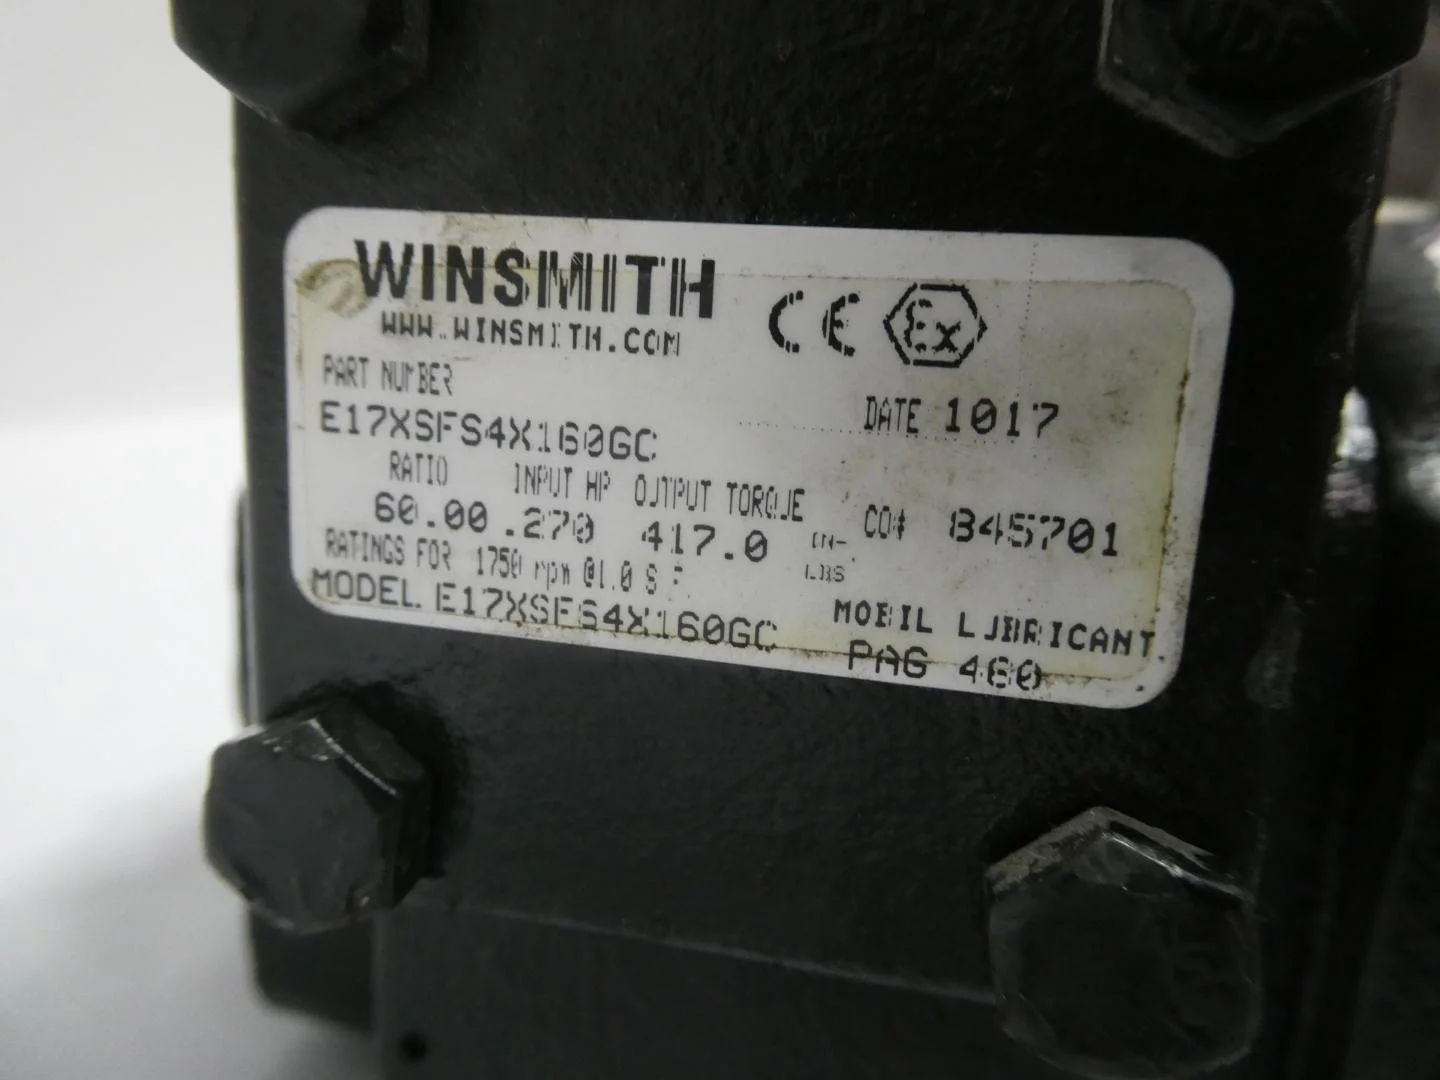 WINSMITH
WWW.WINSMITH.COM
CE Ex
PART NUMBER
E17XSFS4X160GC
DATE 1017
RATIO INPUT HP OUTPUT TORQUE
60.00 .270 417.0 IN-LBS
CO# 845701
RATINGS FOR 1750 rpm @1.0 S F
MODEL E17XSFS4X160GC
MOBIL LUBRICANT
PAG 460